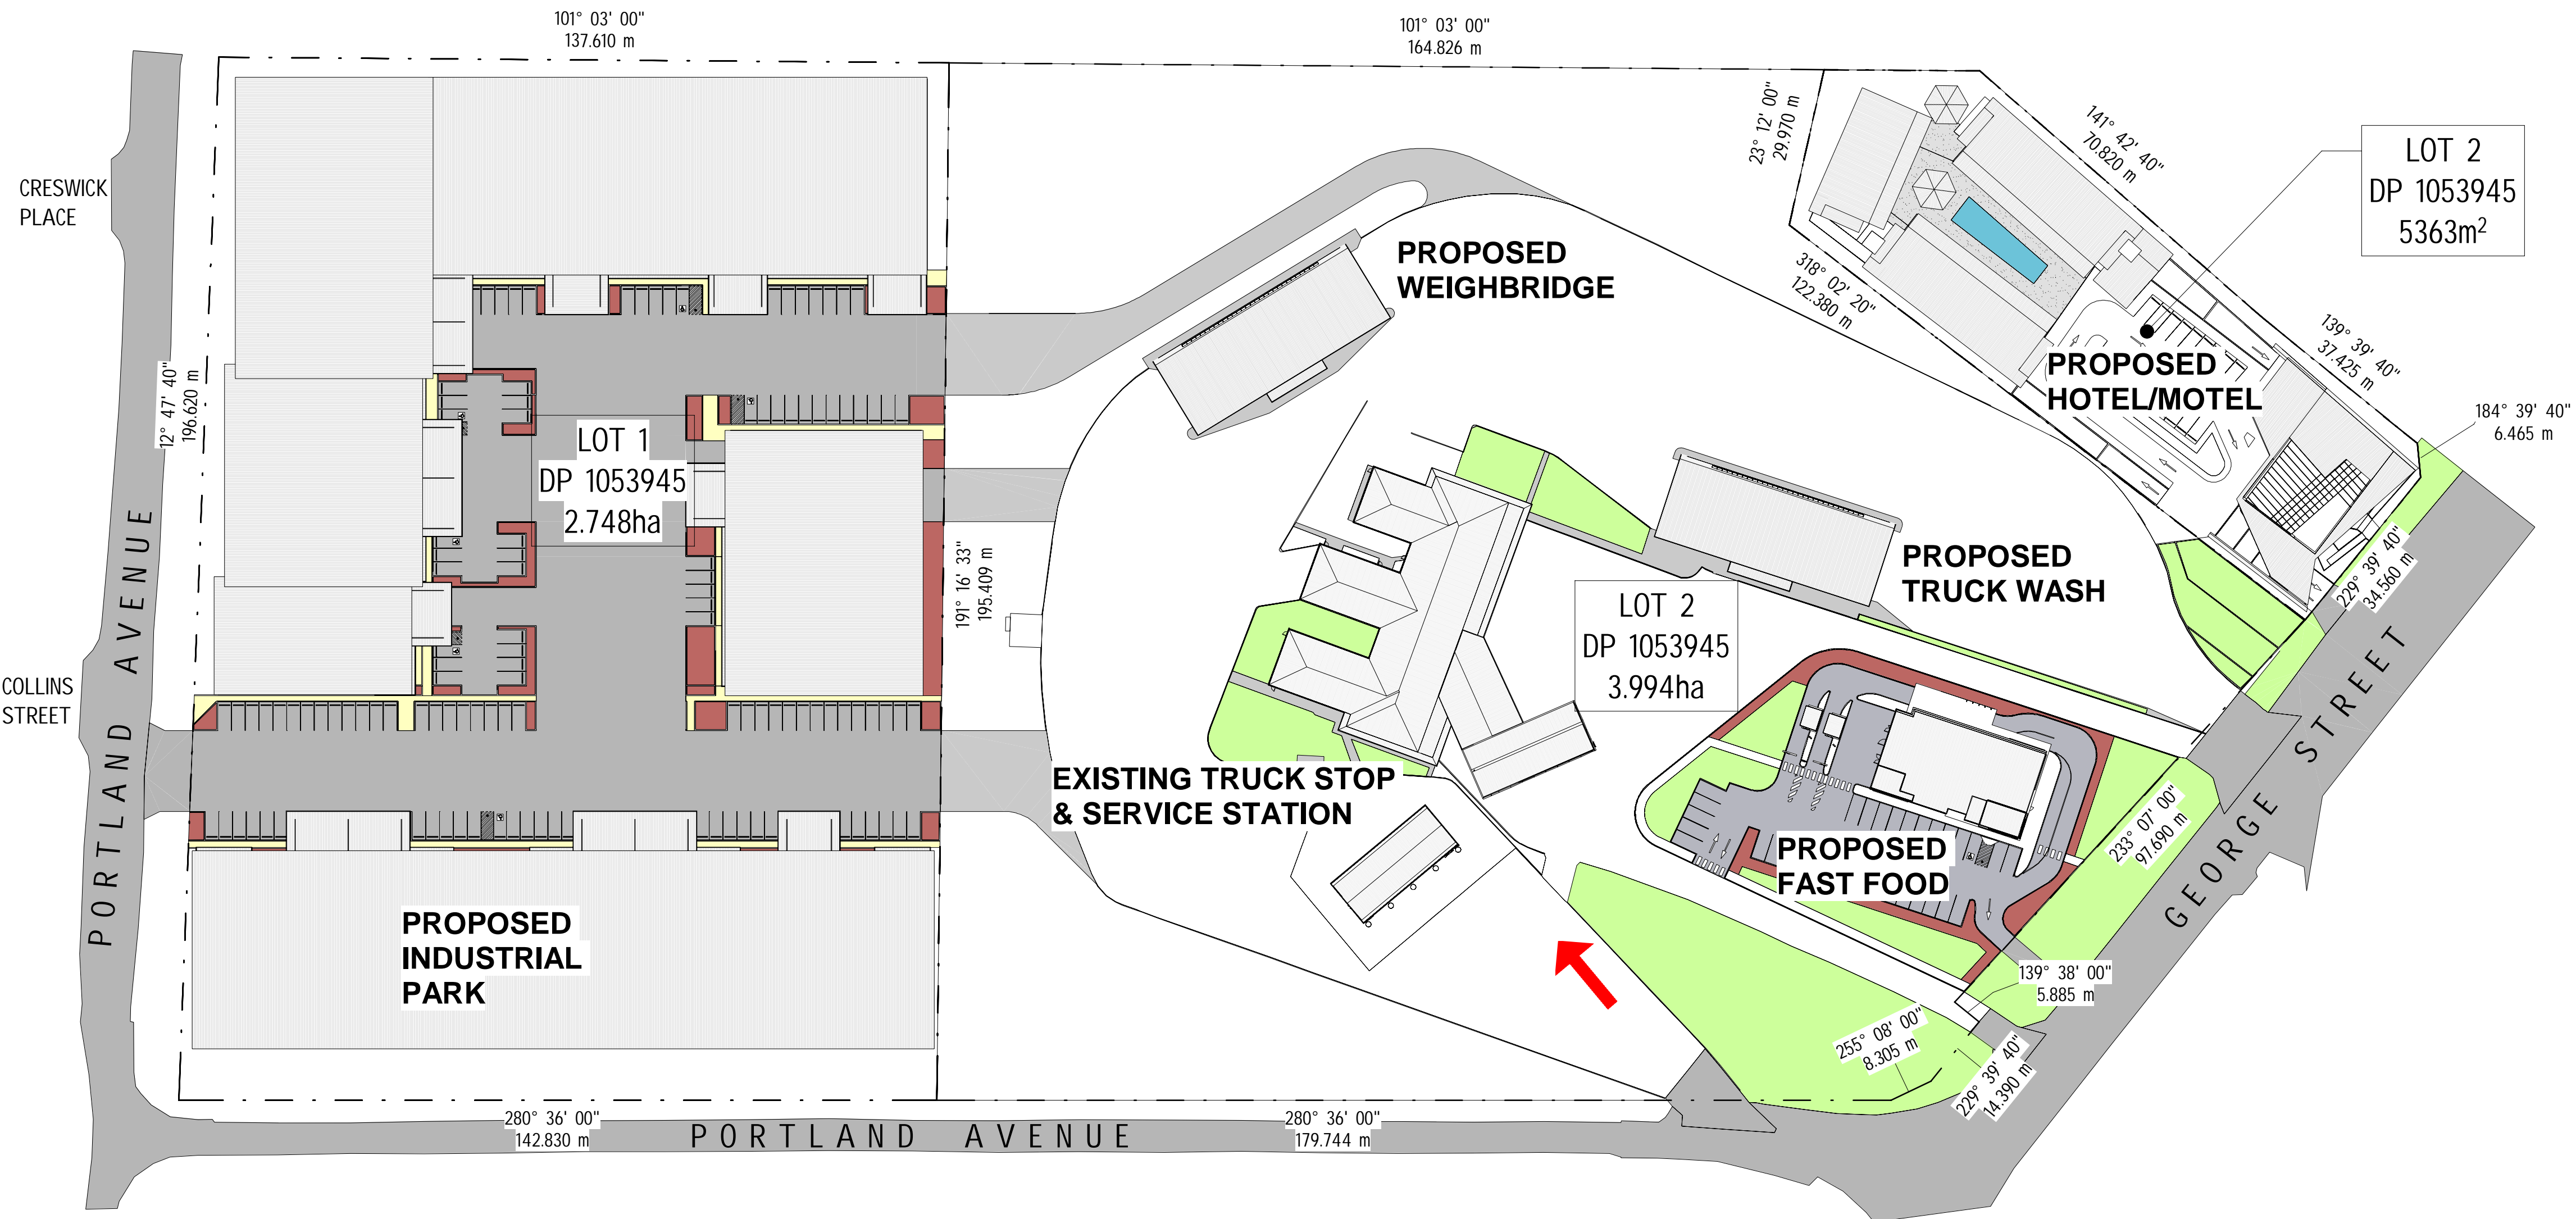 101° 03' 00"
137.610 m
101° 03' 00"
164.826 m
23° 12' 00"
29.970 m
141° 42' 40"
70.820 m
LOT 2
DP 1053945
5363m²
CRESWICK
PLACE
PROPOSED
WEIGHBRIDGE
318° 02' 20"
122.380 m
139° 39' 40"
37.425 m
PROPOSED
HOTEL/MOTEL
184° 39' 40"
6.465 m
12° 47' 40"
196.620 m
LOT 1
DP 1053945
2.748ha
191° 16' 33"
195.409 m
PROPOSED
TRUCK WASH
229° 39' 40"
34.560 m
LOT 2
DP 1053945
3.994ha
COLLINS
STREET
PORTLAND AVENUE
EXISTING TRUCK STOP
& SERVICE STATION
PROPOSED
FAST FOOD
233° 07' 00"
97.690 m
GEORGE STREET
PROPOSED
INDUSTRIAL
PARK
139° 38' 00"
5.885 m
255° 08' 00"
8.305 m
229° 39' 40"
14.390 m
280° 36' 00"
142.830 m
PORTLAND AVENUE
280° 36' 00"
179.744 m